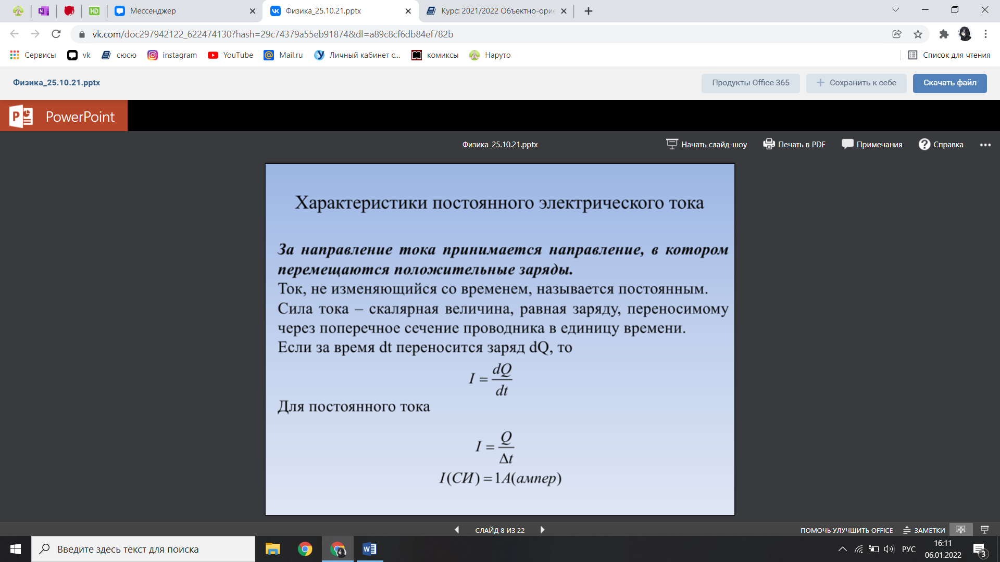 HD
Мессенджер
Физика_25.10.21.pptx
Курс: 2021/2022 Объектно-орие
vk.com/doc297942122_622474130?hash=29c74379a55eb91874&dl=a89c8cf6db84ef782b
Сервисы
vk
сюсю
instagram
YouTube
Mail.ru
Личный кабинет с...
комиксы
Наруто
Список для чтения
Физика_25.10.21.pptx
Продукты Office 365
+ Сохранить к себе
Скачать файл
PowerPoint
Физика_25.10.21.pptx
Начать слайд-шоу
Печать в PDF
Примечания
Справка
Характеристики постоянного электрического тока
За направление тока принимается направление, в котором
перемещаются положительные заряды.
Ток, не изменяющийся со временем, называется постоянным.
Сила тока – скалярная величина, равная заряду, переносимому
через поперечное сечение проводника в единицу времени.
Если за время dt переносится заряд dQ, то
I = dQ/dt
Для постоянного тока
I = Q/Δt
I(СИ) = 1А(ампер)
СЛАЙД 8 ИЗ 22
ПОМОЧЬ УЛУЧШИТЬ OFFICE
ЗАМЕТКИ
Введите здесь текст для поиска
РУС
16:11
06.01.2022
3